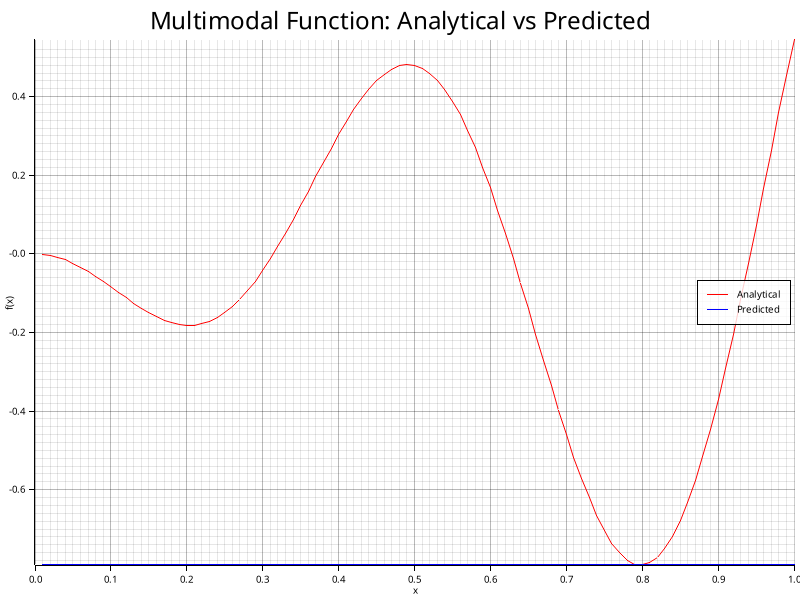 Multimodal Function: Analytical vs Predicted
0.4
0.2
-0.0
-0.2
-0.4
-0.6
f(x)
Analytical
Predicted
0.0 0.1 0.2 0.3 0.4 0.5 0.6 0.7 0.8 0.9 1.0
x